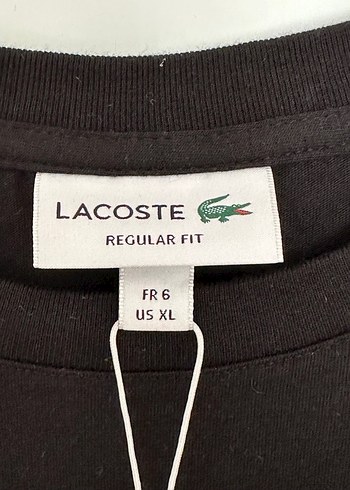 LACOSTE
REGULAR FIT
FR 6
US XL